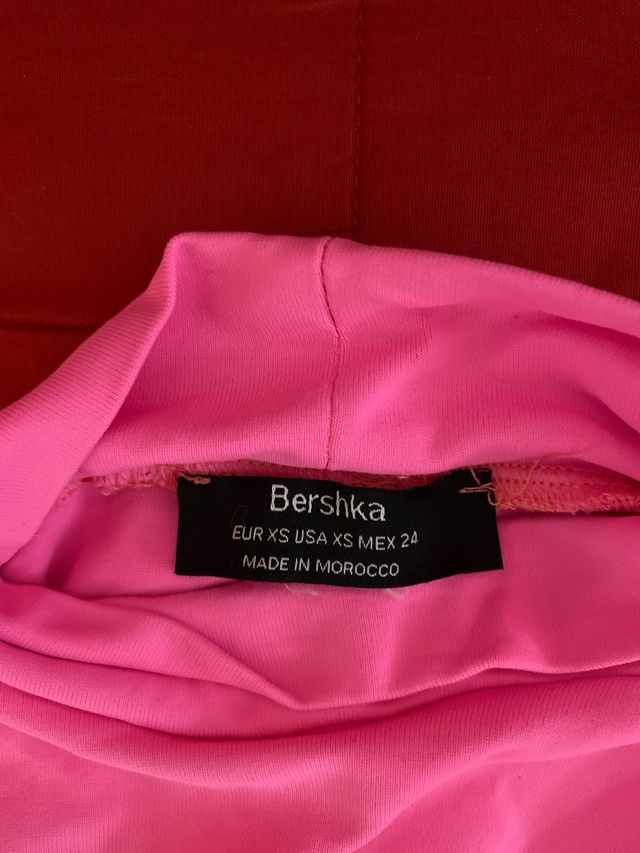 Bershka
EUR XS USA XS MEX 24
MADE IN MOROCCO